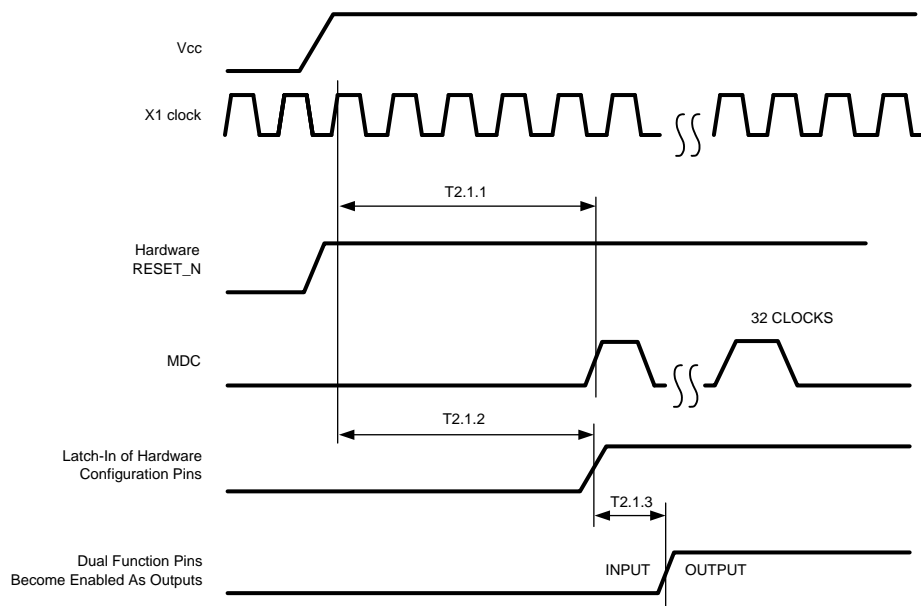 Vcc
X1 clock
T2.1.1
Hardware
RESET_N
32 CLOCKS
MDC
T2.1.2
Latch-In of Hardware
Configuration Pins
T2.1.3
Dual Function Pins
Become Enabled As Outputs
INPUT
OUTPUT